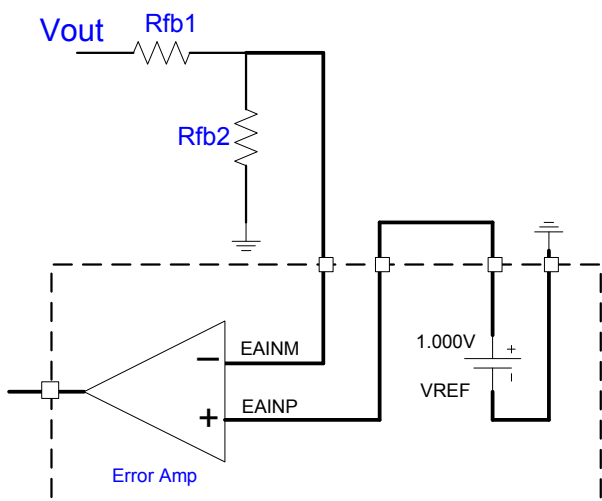 Vout
Rfb1
Rfb2
EAINM
−
1.000V
+
−
VREF
+
EAINP
Error Amp